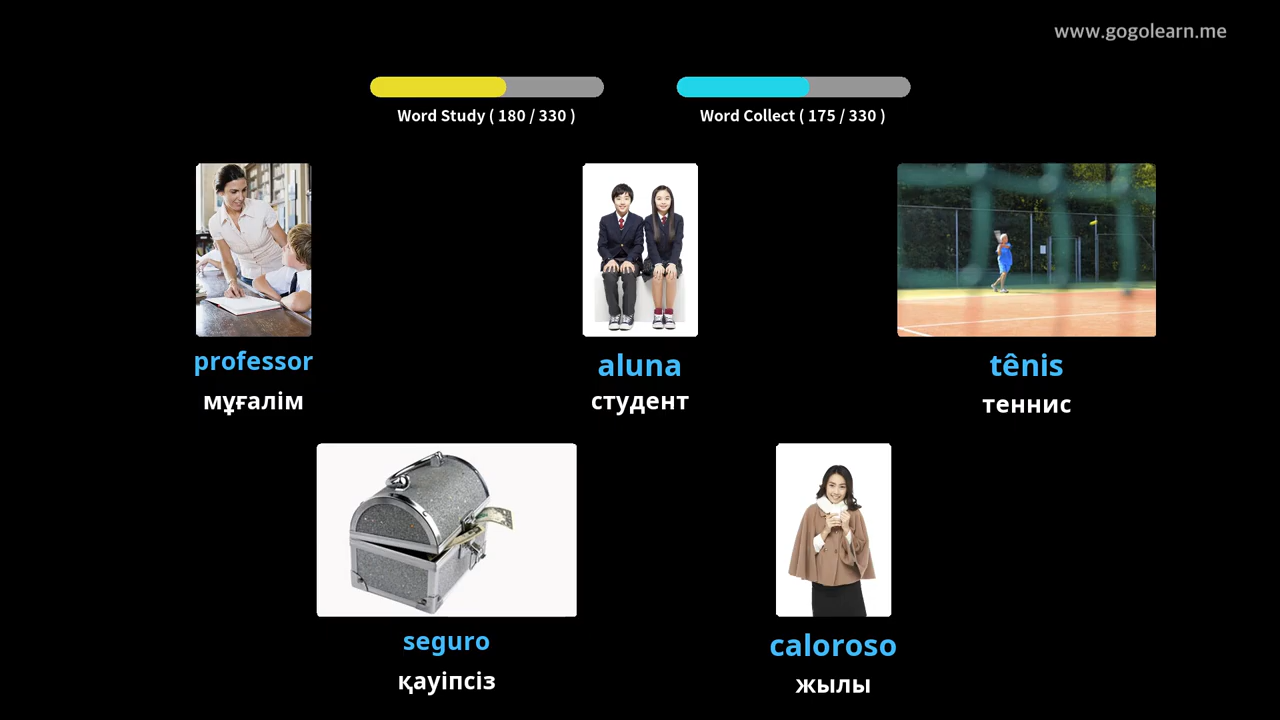 www.gogolearn.me
Word Study ( 180 / 330 )
Word Collect ( 175 / 330 )
professor
мұғалім
aluna
студент
tênis
теннис
seguro
қауіпсіз
caloroso
жылы